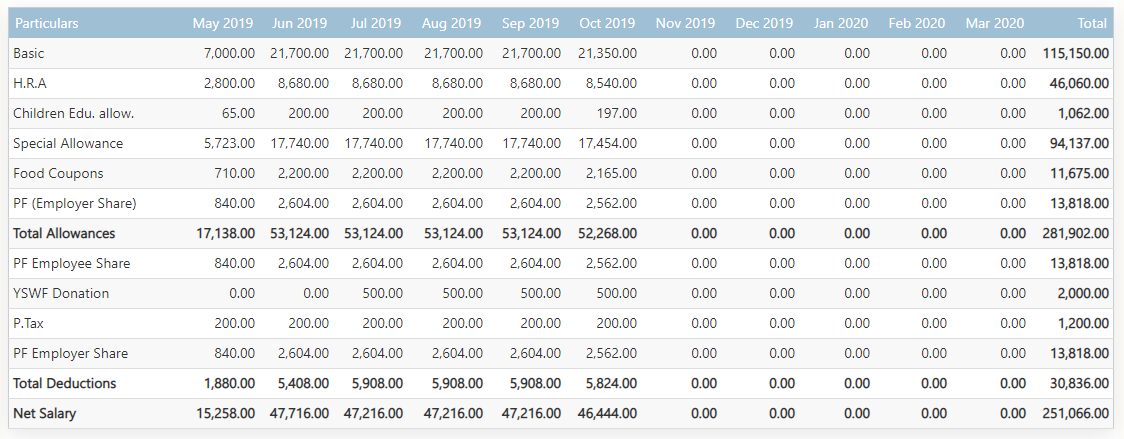 Particulars May 2019 Jun 2019 Jul 2019 Aug 2019 Sep 2019 Oct 2019 Nov 2019 Dec 2019 Jan 2020 Feb 2020 Mar 2020 Total
Basic 7,000.00 21,700.00 21,700.00 21,700.00 21,700.00 21,350.00 0.00 0.00 0.00 0.00 0.00 115,150.00
H.R.A 2,800.00 8,680.00 8,680.00 8,680.00 8,680.00 8,540.00 0.00 0.00 0.00 0.00 0.00 46,060.00
Children Edu. allow. 65.00 200.00 200.00 200.00 200.00 197.00 0.00 0.00 0.00 0.00 0.00 1,062.00
Special Allowance 5,723.00 17,740.00 17,740.00 17,740.00 17,740.00 17,454.00 0.00 0.00 0.00 0.00 0.00 94,137.00
Food Coupons 710.00 2,200.00 2,200.00 2,200.00 2,200.00 2,165.00 0.00 0.00 0.00 0.00 0.00 11,675.00
PF (Employer Share) 840.00 2,604.00 2,604.00 2,604.00 2,604.00 2,562.00 0.00 0.00 0.00 0.00 0.00 13,818.00
Total Allowances 17,138.00 53,124.00 53,124.00 53,124.00 53,124.00 52,268.00 0.00 0.00 0.00 0.00 0.00 281,902.00
PF Employee Share 840.00 2,604.00 2,604.00 2,604.00 2,604.00 2,562.00 0.00 0.00 0.00 0.00 0.00 13,818.00
YSWF Donation 0.00 0.00 500.00 500.00 500.00 500.00 0.00 0.00 0.00 0.00 0.00 2,000.00
P.Tax 200.00 200.00 200.00 200.00 200.00 200.00 0.00 0.00 0.00 0.00 0.00 1,200.00
PF Employer Share 840.00 2,604.00 2,604.00 2,604.00 2,604.00 2,562.00 0.00 0.00 0.00 0.00 0.00 13,818.00
Total Deductions 1,880.00 5,408.00 5,908.00 5,908.00 5,908.00 5,824.00 0.00 0.00 0.00 0.00 0.00 30,836.00
Net Salary 15,258.00 47,716.00 47,216.00 47,216.00 47,216.00 46,444.00 0.00 0.00 0.00 0.00 0.00 251,066.00